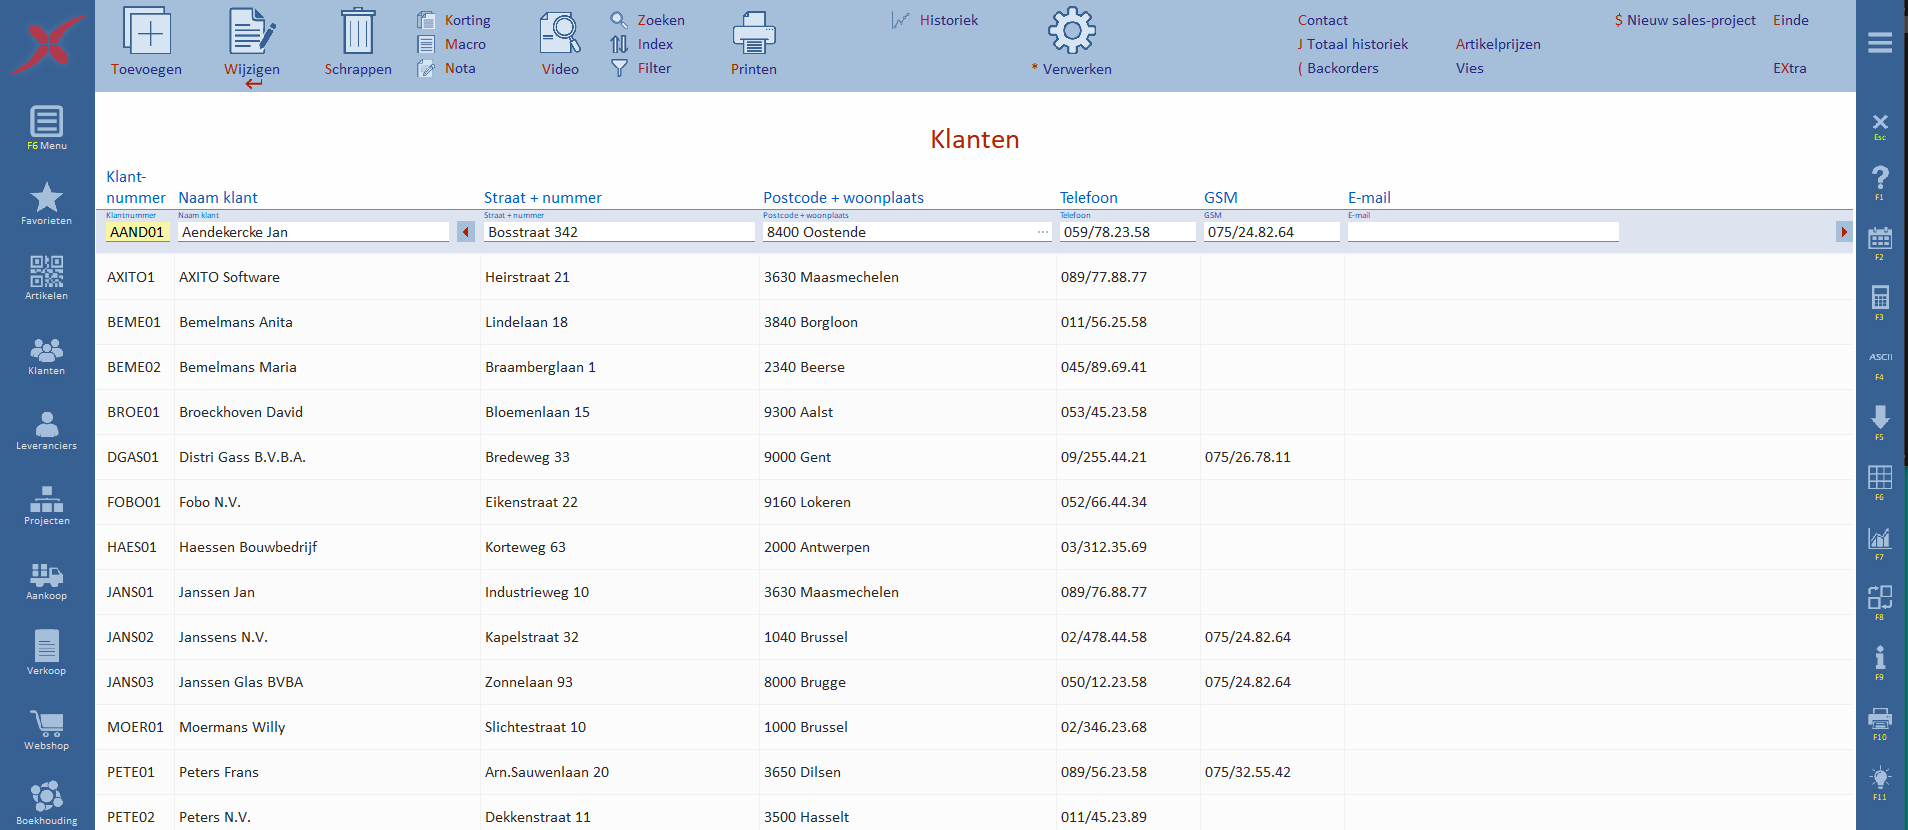 Toevoegen
Wijzigen
Schrappen
Korting
Macro
Nota
Video
Zoeken
Index
Filter
Printen
Historiek
* Verwerken
Contact
J Totaal historiek
( Backorders
Artikelprijzen
Vies
$ Nieuw sales-project
Einde
EXtra
F6 Menu
Favorieten
Artikelen
Klanten
Leveranciers
Projecten
Aankoop
Verkoop
Webshop
Boekhouding
Klanten
Klant-
nummer Naam klant Straat + nummer Postcode + woonplaats Telefoon GSM E-mail
Klantnummer Naam klant Straat + nummer Postcode + woonplaats Telefoon GSM E-mail
AAND01 Aendekercke Jan Bosstraat 342 8400 Oostende ... 059/78.23.58 075/24.82.64
AXITO1 AXITO Software Heirstraat 21 3630 Maasmechelen 089/77.88.77
BEME01 Bemelmans Anita Lindelaan 18 3840 Borgloon 011/56.25.58
BEME02 Bemelmans Maria Braamberglaan 1 2340 Beerse 045/89.69.41
BROE01 Broeckhoven David Bloemenlaan 15 9300 Aalst 053/45.23.58
DGAS01 Distri Gass B.V.B.A. Bredeweg 33 9000 Gent 09/255.44.21 075/26.78.11
FOBO01 Fobo N.V. Eikenstraat 22 9160 Lokeren 052/66.44.34
HAES01 Haessen Bouwbedrijf Korteweg 63 2000 Antwerpen 03/312.35.69
JANS01 Janssen Jan Industrieweg 10 3630 Maasmechelen 089/76.88.77
JANS02 Janssens N.V. Kapelstraat 32 1040 Brussel 02/478.44.58 075/24.82.64
JANS03 Janssen Glas BVBA Zonnelaan 93 8000 Brugge 050/12.23.58 075/24.82.64
MOER01 Moermans Willy Slichtestraat 10 1000 Brussel 02/346.23.68
PETE01 Peters Frans Arn.Sauwenlaan 20 3650 Dilsen 089/56.23.58 075/32.55.42
PETE02 Peters N.V. Dekkenstraat 11 3500 Hasselt 011/45.23.89
Esc
F1
F2
F3
ASCII
F4
F5
F6
F7
F8
F9
F10
F11